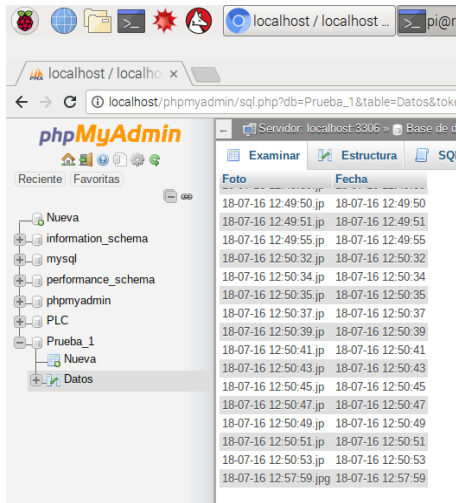 localhost / localhost ...
pi@r
localhost / localho
localhost/phpmyadmin/sql.php?db=Prueba_1&table=Datos&toke
phpMyAdmin
Reciente Favoritas
Nueva
information_schema
mysql
performance_schema
phpmyadmin
PLC
Prueba_1
Nueva
Datos
Servidor: localhost:3306 » Base de d
Examinar Estructura SQ
Foto Fecha
18-07-16 12:49:50.jp 18-07-16 12:49:50
18-07-16 12:49:51.jp 18-07-16 12:49:51
18-07-16 12:49:55.jp 18-07-16 12:49:55
18-07-16 12:50:32.jp 18-07-16 12:50:32
18-07-16 12:50:34.jp 18-07-16 12:50:34
18-07-16 12:50:35.jp 18-07-16 12:50:35
18-07-16 12:50:37.jp 18-07-16 12:50:37
18-07-16 12:50:39.jp 18-07-16 12:50:39
18-07-16 12:50:41.jp 18-07-16 12:50:41
18-07-16 12:50:43.jp 18-07-16 12:50:43
18-07-16 12:50:45.jp 18-07-16 12:50:45
18-07-16 12:50:47.jp 18-07-16 12:50:47
18-07-16 12:50:49.jp 18-07-16 12:50:49
18-07-16 12:50:51.jp 18-07-16 12:50:51
18-07-16 12:50:53.jp 18-07-16 12:50:53
18-07-16 12:57:59.jpg 18-07-16 12:57:59